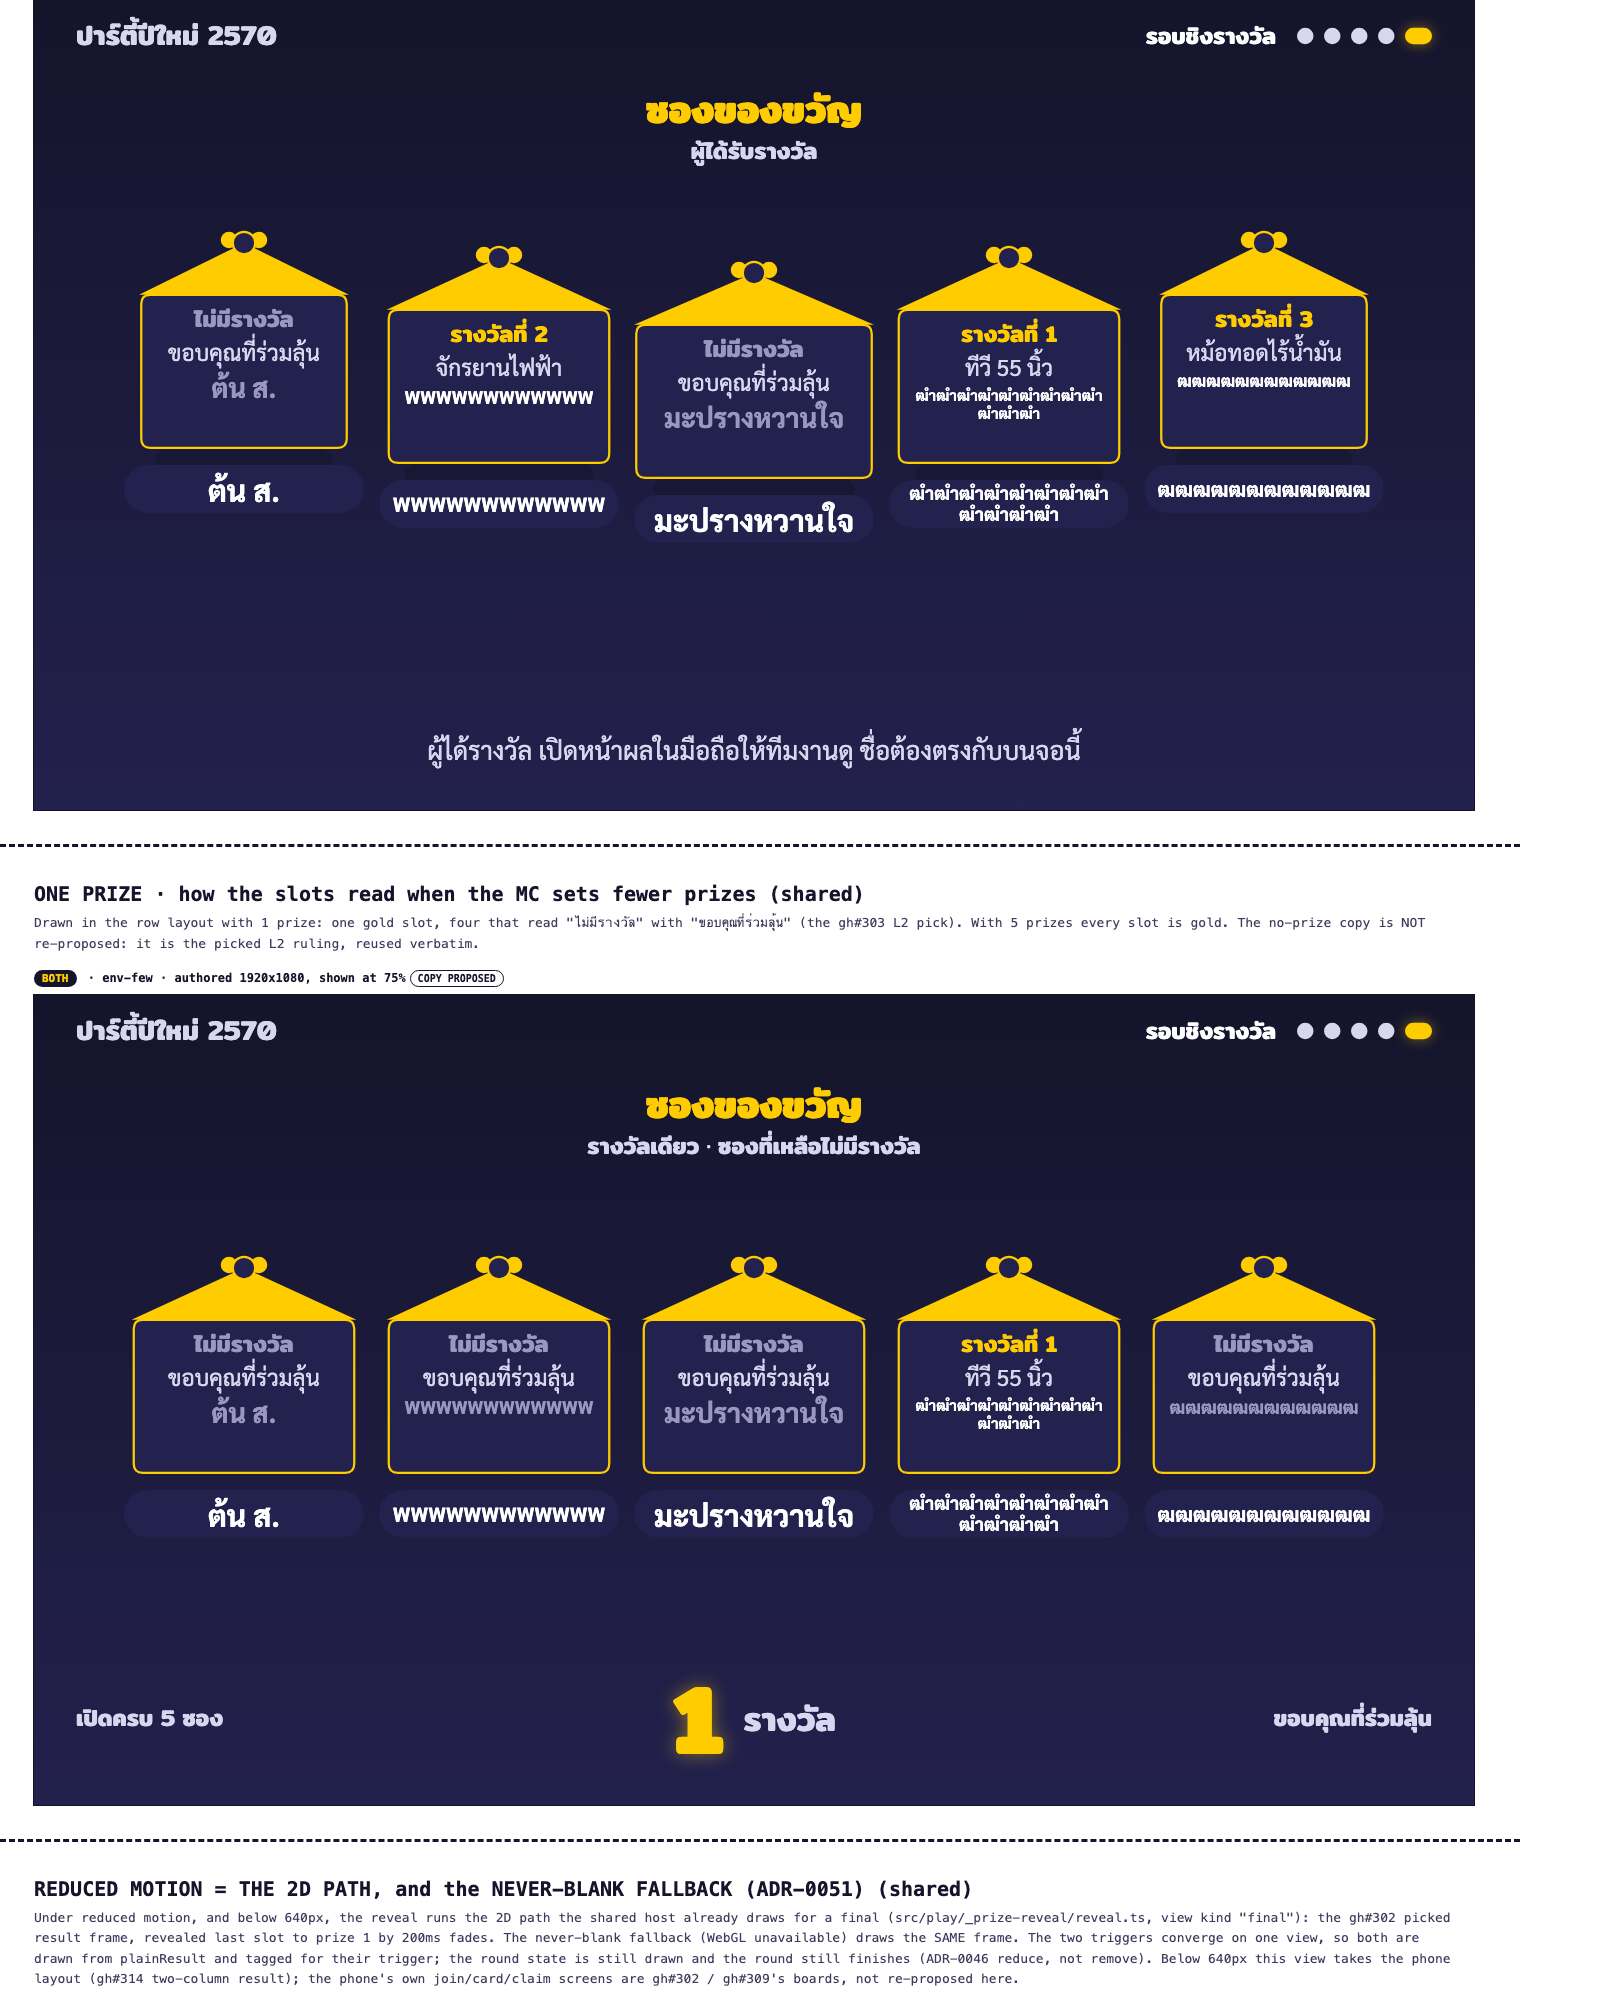 ปาร์ตี้ปีใหม่ 2570
รอบชิงรางวัล
ซองของขวัญ
ผู้ได้รับรางวัล
ไม่มีรางวัล
ขอบคุณที่ร่วมลุ้น
ต้น ส.
ต้น ส.
รางวัลที่ 2
จักรยานไฟฟ้า
WWWWWWWWWWWW
WWWWWWWWWWWW
ไม่มีรางวัล
ขอบคุณที่ร่วมลุ้น
มะปรางหวานใจ
มะปรางหวานใจ
รางวัลที่ 1
ทีวี 55 นิ้ว
รางวัลที่ 3
หม้อทอดไร้น้ำมัน
ผู้ได้รางวัล เปิดหน้าผลในมือถือให้ทีมงานดู ชื่อต้องตรงกับบนจอนี้
ONE PRIZE · how the slots read when the MC sets fewer prizes (shared)
Drawn in the row layout with 1 prize: one gold slot, four that read "ไม่มีรางวัล" with "ขอบคุณที่ร่วมลุ้น" (the gh#303 L2 pick). With 5 prizes every slot is gold. The no-prize copy is NOT
re-proposed: it is the picked L2 ruling, reused verbatim.
BOTH · env-few · authored 1920x1080, shown at 75% COPY PROPOSED
ปาร์ตี้ปีใหม่ 2570
รอบชิงรางวัล
ซองของขวัญ
รางวัลเดียว · ซองที่เหลือไม่มีรางวัล
ไม่มีรางวัล
ขอบคุณที่ร่วมลุ้น
ต้น ส.
ต้น ส.
ไม่มีรางวัล
ขอบคุณที่ร่วมลุ้น
WWWWWWWWWWWW
WWWWWWWWWWWW
ไม่มีรางวัล
ขอบคุณที่ร่วมลุ้น
มะปรางหวานใจ
มะปรางหวานใจ
รางวัลที่ 1
ทีวี 55 นิ้ว
ไม่มีรางวัล
ขอบคุณที่ร่วมลุ้น
เปิดครบ 5 ซอง
1 รางวัล
ขอบคุณที่ร่วมลุ้น
REDUCED MOTION = THE 2D PATH, and the NEVER-BLANK FALLBACK (ADR-0051) (shared)
Under reduced motion, and below 640px, the reveal runs the 2D path the shared host already draws for a final (src/play/_prize-reveal/reveal.ts, view kind "final"): the gh#302 picked
result frame, revealed last slot to prize 1 by 200ms fades. The never-blank fallback (WebGL unavailable) draws the SAME frame. The two triggers converge on one view, so both are
drawn from plainResult and tagged for their trigger; the round state is still drawn and the round still finishes (ADR-0046 reduce, not remove). Below 640px this view takes the phone
layout (gh#314 two-column result); the phone's own join/card/claim screens are gh#302 / gh#309's boards, not re-proposed here.